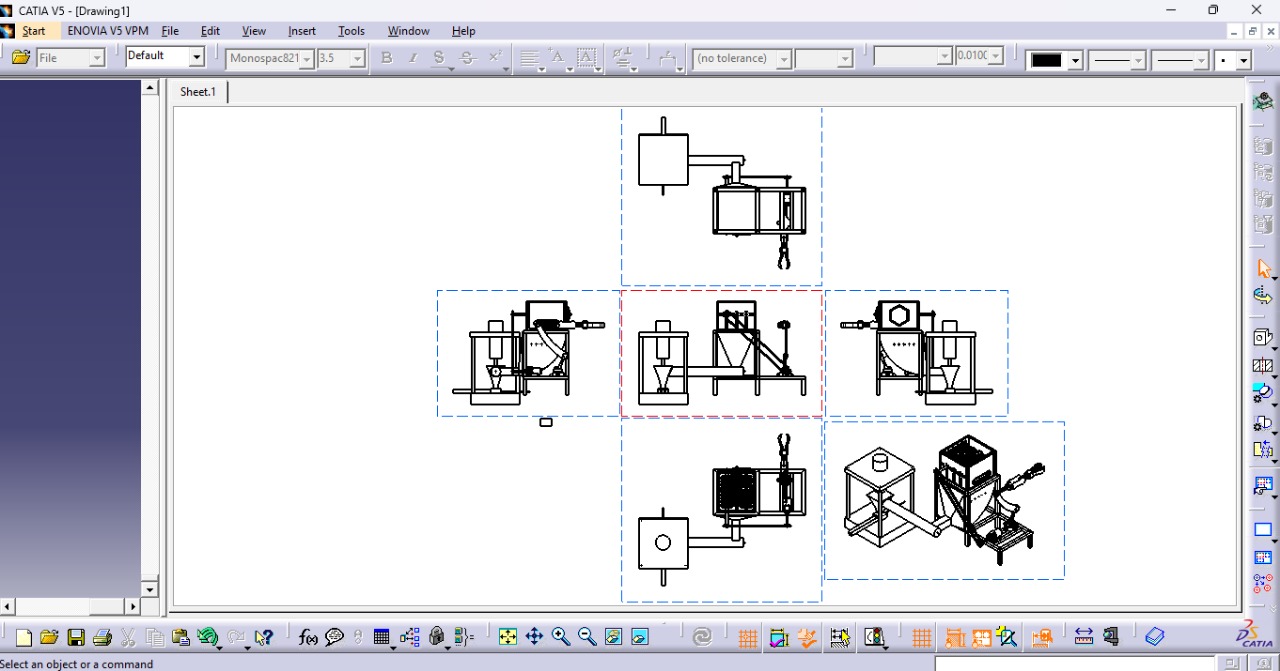 CATIA V5 - [Drawing1]
Start ENOVIA V5 VPM File Edit View Insert Tools Window Help
File Default Monospac821 3.5 B I S S (no tolerance) 0.010
Sheet.1
f(x) ?
CATIA
Select an object or a command